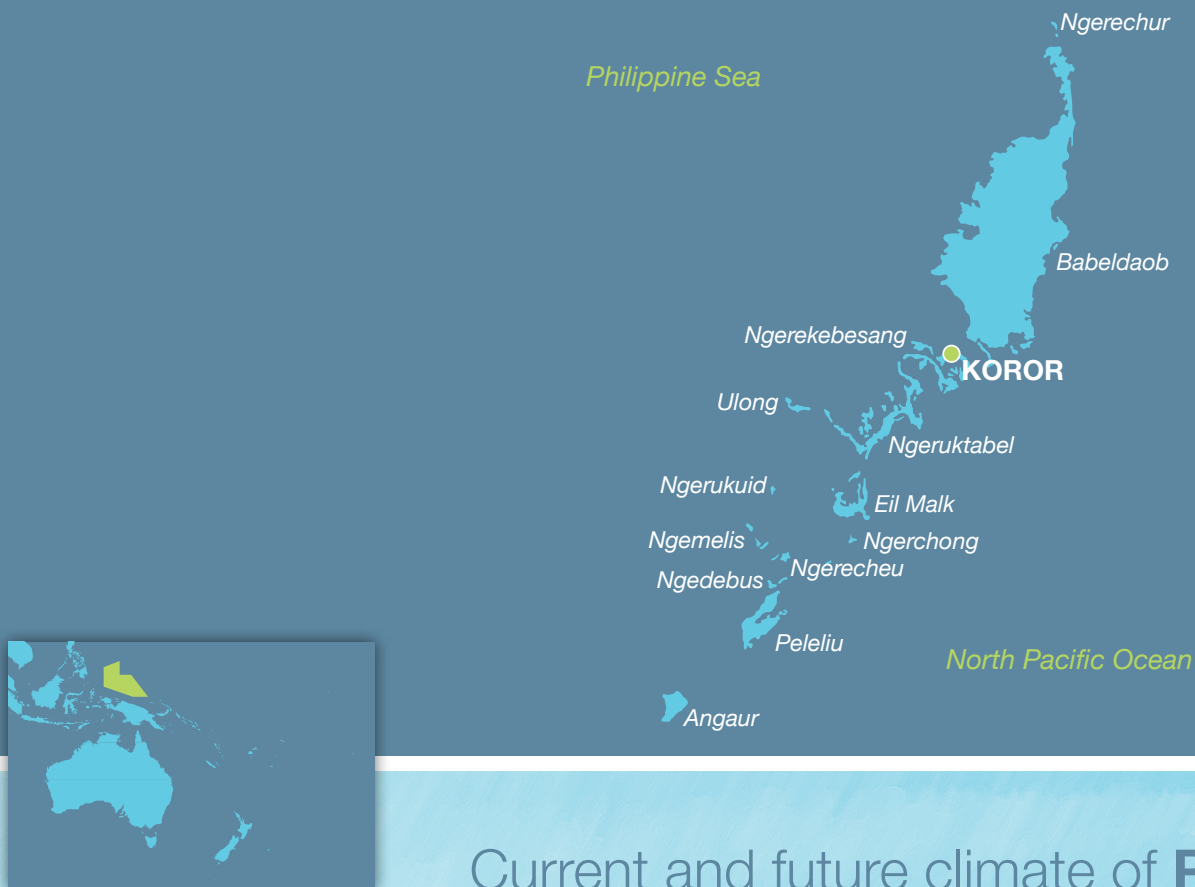 Ngerechur
Philippine Sea
Babeldaob
Ngerekebesang
KOROR
Ulong
Ngeruktabel
Ngerukuid
Eil Malk
Ngemelis
Ngerchong
Ngerecheu
Ngedebus
Peleliu
North Pacific Ocean
Angaur
Current and future climate of